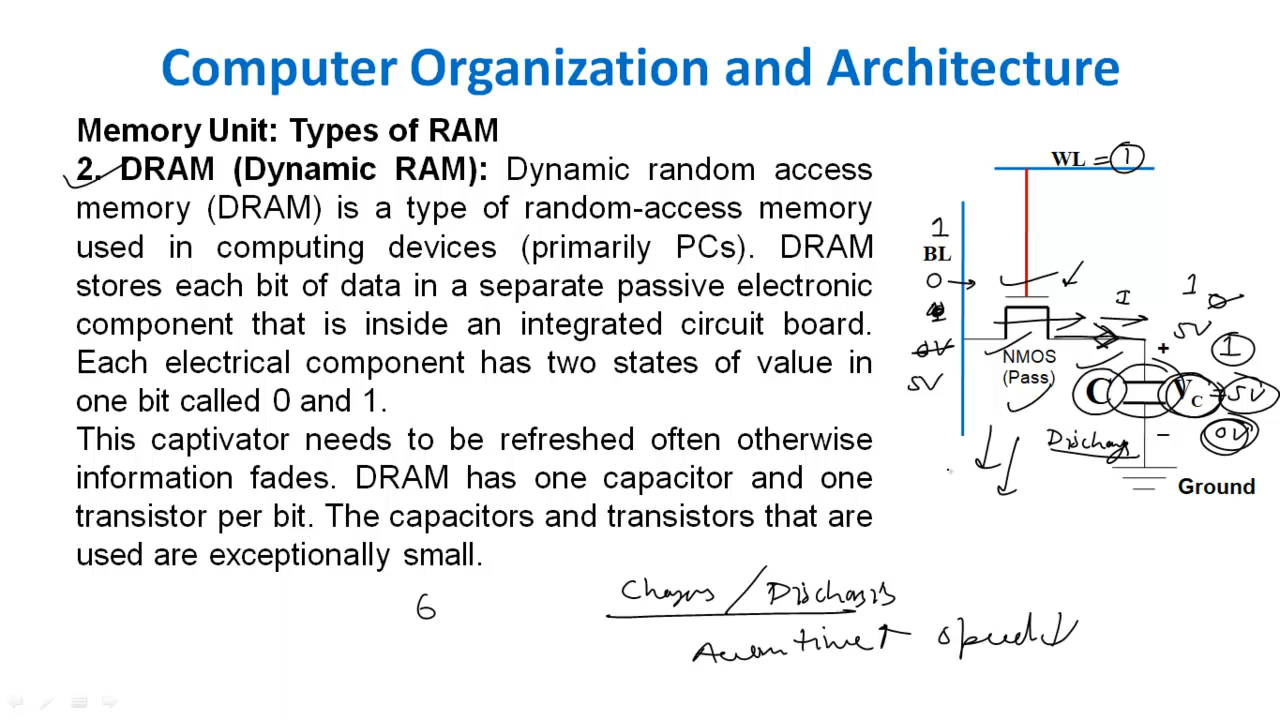 Computer Organization and Architecture
Memory Unit: Types of RAM
2. DRAM (Dynamic RAM): Dynamic random access
memory (DRAM) is a type of random-access memory
used in computing devices (primarily PCs). DRAM
stores each bit of data in a separate passive electronic
component that is inside an integrated circuit board.
Each electrical component has two states of value in
one bit called 0 and 1.
This captivator needs to be refreshed often otherwise
information fades. DRAM has one capacitor and one
transistor per bit. The capacitors and transistors that are
used are exceptionally small.
WL = 1
1
BL
0
0V
5V
I
1 0
5V
1
NMOS
(Pass)
+
C
Vc = 5V
0V
-
Ground
6
time ↑ speed ↓